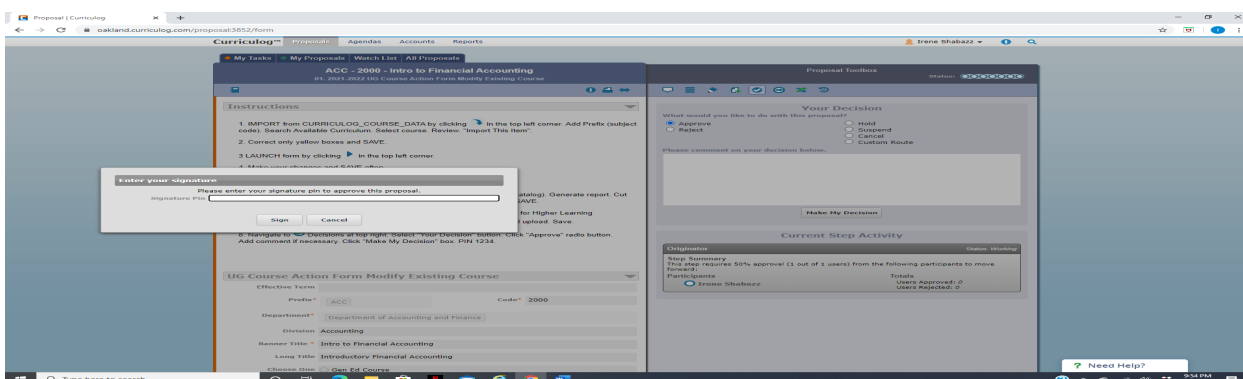 Proposal | Curriculog
oakland.curriculog.com/proposal:3852/form
Curriculog™ Proposals Agendas Accounts Reports
Irene Shabazz
My Tasks My Proposals Watch List All Proposals
ACC - 2000 - Intro to Financial Accounting
01. 2021-2022 UG Course Action Form Modify Existing Course
Instructions
1. IMPORT from CURRICULOG_COURSE_DATA by clicking in the top left corner. Add Prefix (subject
code). Search Available Curriculum. Select course. Review. "Import This Item".
2. Correct only yellow boxes and SAVE.
3 LAUNCH form by clicking in the top left corner.
4. Make your changes and SAVE often.
atalog). Generate report. Cut
SAVE.
for Higher Learning
upload. Save.
Enter your signature
Please enter your signature pin to approve this proposal.
Signature Pin
Sign Cancel
Decisions at top right. Select "Your Decision" button. Click "Approve" radio button.
Add comment if necessary. Click "Make My Decision" box. PIN 1234.
UG Course Action Form Modify Existing Course
Effective Term
Prefix* ACC Code* 2000
Department* Department of Accounting and Finance
Division Accounting
Banner Title * Intro to Financial Accounting
Long Title Introductory Financial Accounting
Choose One Gen Ed Course
Proposal Toolbox
Status:
Your Decision
What would you like to do with this proposal?
Approve
Reject
Hold
Suspend
Cancel
Custom Route
Please comment on your decision below.
Make My Decision
Current Step Activity
Originator Status: Working
Step Summary
This step requires 50% approval (1 out of 1 users) from the following participants to move
forward:
Participants Totals
Irene Shabazz
Users Approved: 0
Users Rejected: 0
? Need Help?
Type here to search
9:54 PM